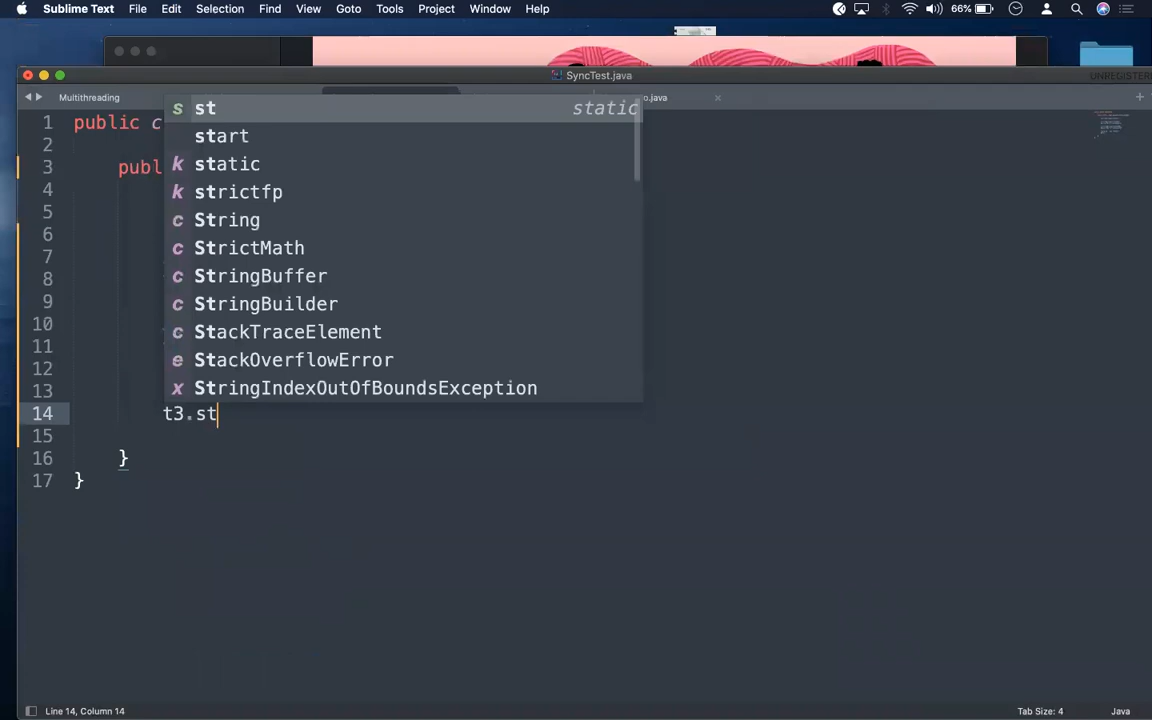 Sublime Text File Edit Selection Find View Goto Tools Project Window Help 66%
SyncTest.java
UNREGISTER
Multithreading o.java
1 public c
2
3 publ
4
5
6
7
8
9
10
11
12
13
14 t3.st
15
16 }
17 }
s st static
start
k static
k strictfp
c String
c StrictMath
c StringBuffer
c StringBuilder
c StackTraceElement
e StackOverflowError
x StringIndexOutOfBoundsException
Line 14, Column 14 Tab Size: 4 Java